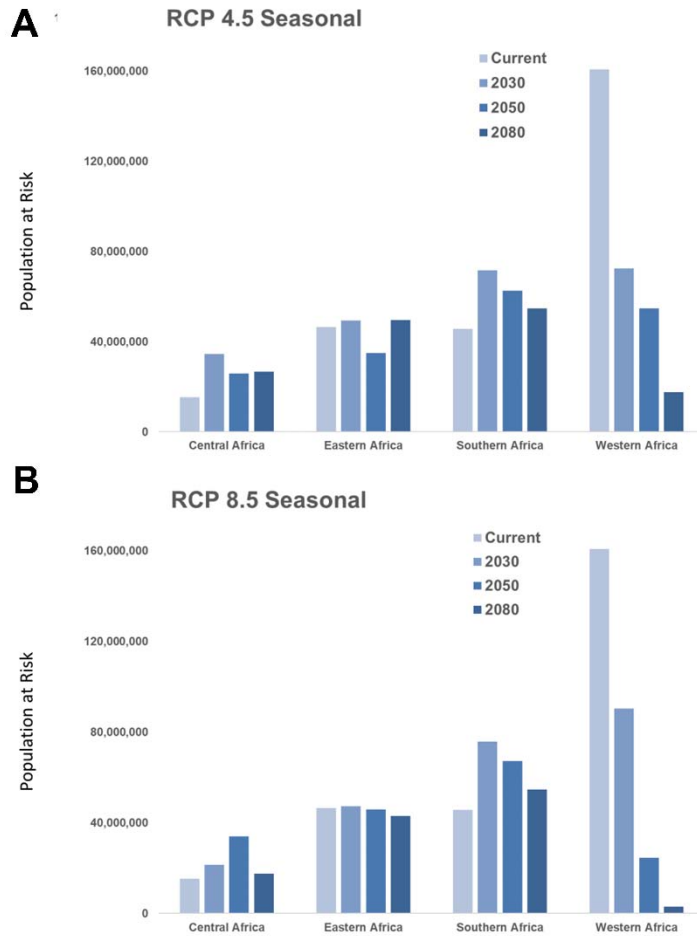 A
RCP 4.5 Seasonal
Current
2030
2050
2080
160,000,000
120,000,000
80,000,000
40,000,000
0
Population at Risk
Central Africa
Eastern Africa
Southern Africa
Western Africa
B
RCP 8.5 Seasonal
Current
2030
2050
2080
160,000,000
120,000,000
80,000,000
40,000,000
0
Population at Risk
Central Africa
Eastern Africa
Southern Africa
Western Africa